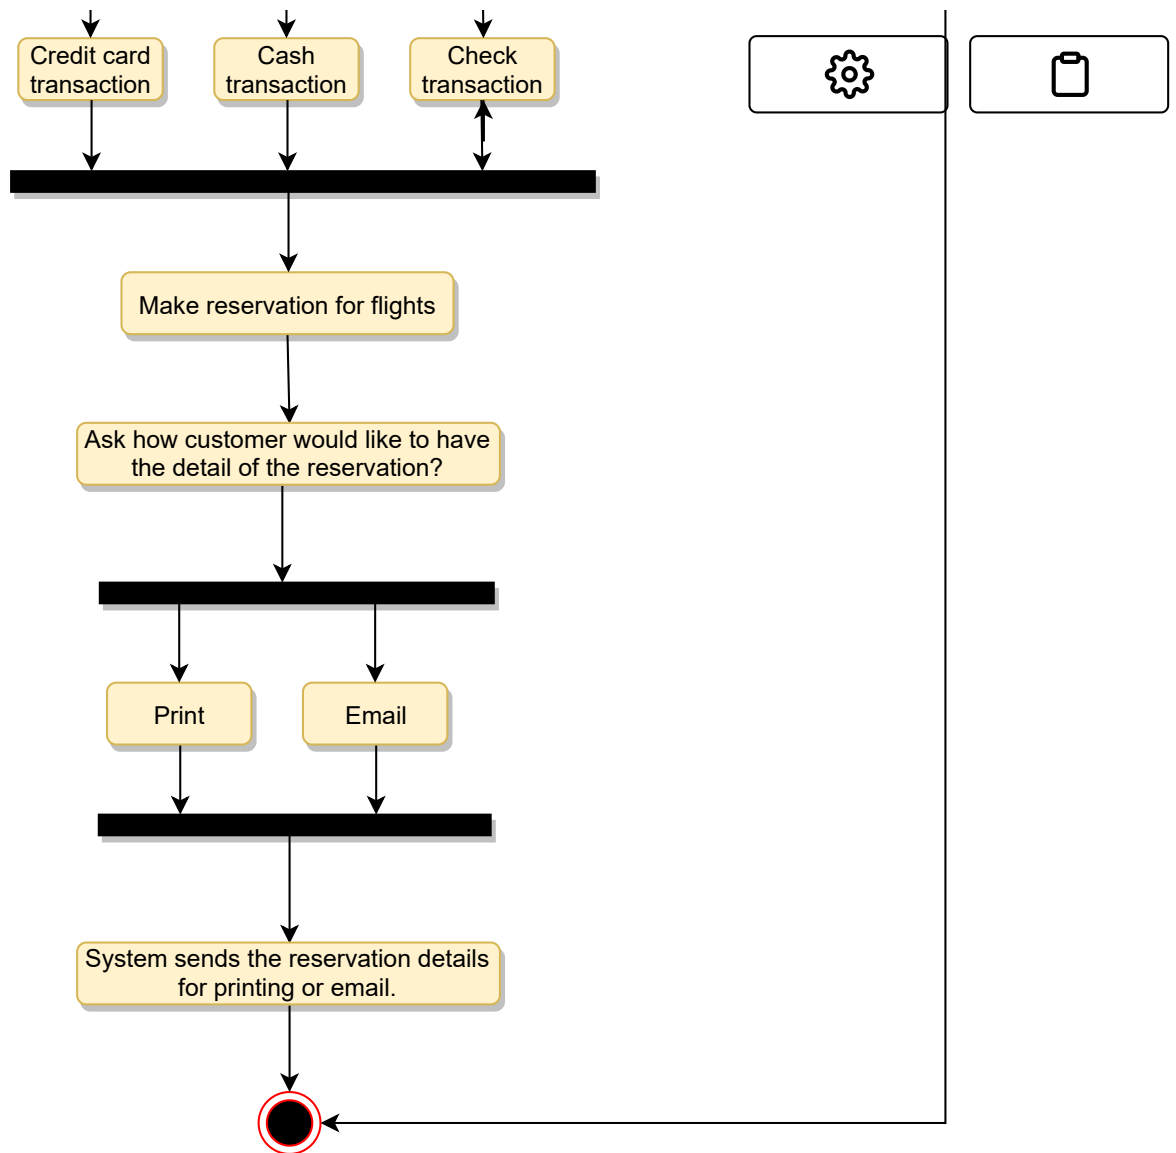 Credit card
transaction
Cash
transaction
Check
transaction
Make reservation for flights
Ask how customer would like to have
the detail of the reservation?
Print
Email
System sends the reservation details
for printing or email.